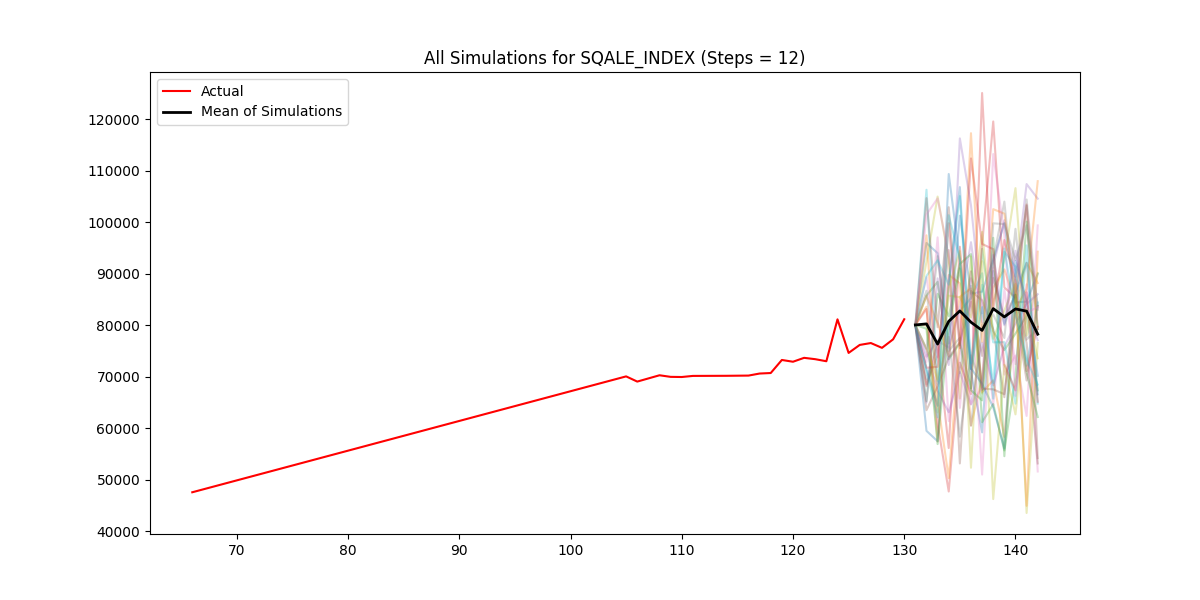 All Simulations for SQALE_INDEX (Steps = 12)
Actual
Mean of Simulations
120000
110000
100000
90000
80000
70000
60000
50000
40000
70 80 90 100 110 120 130 140